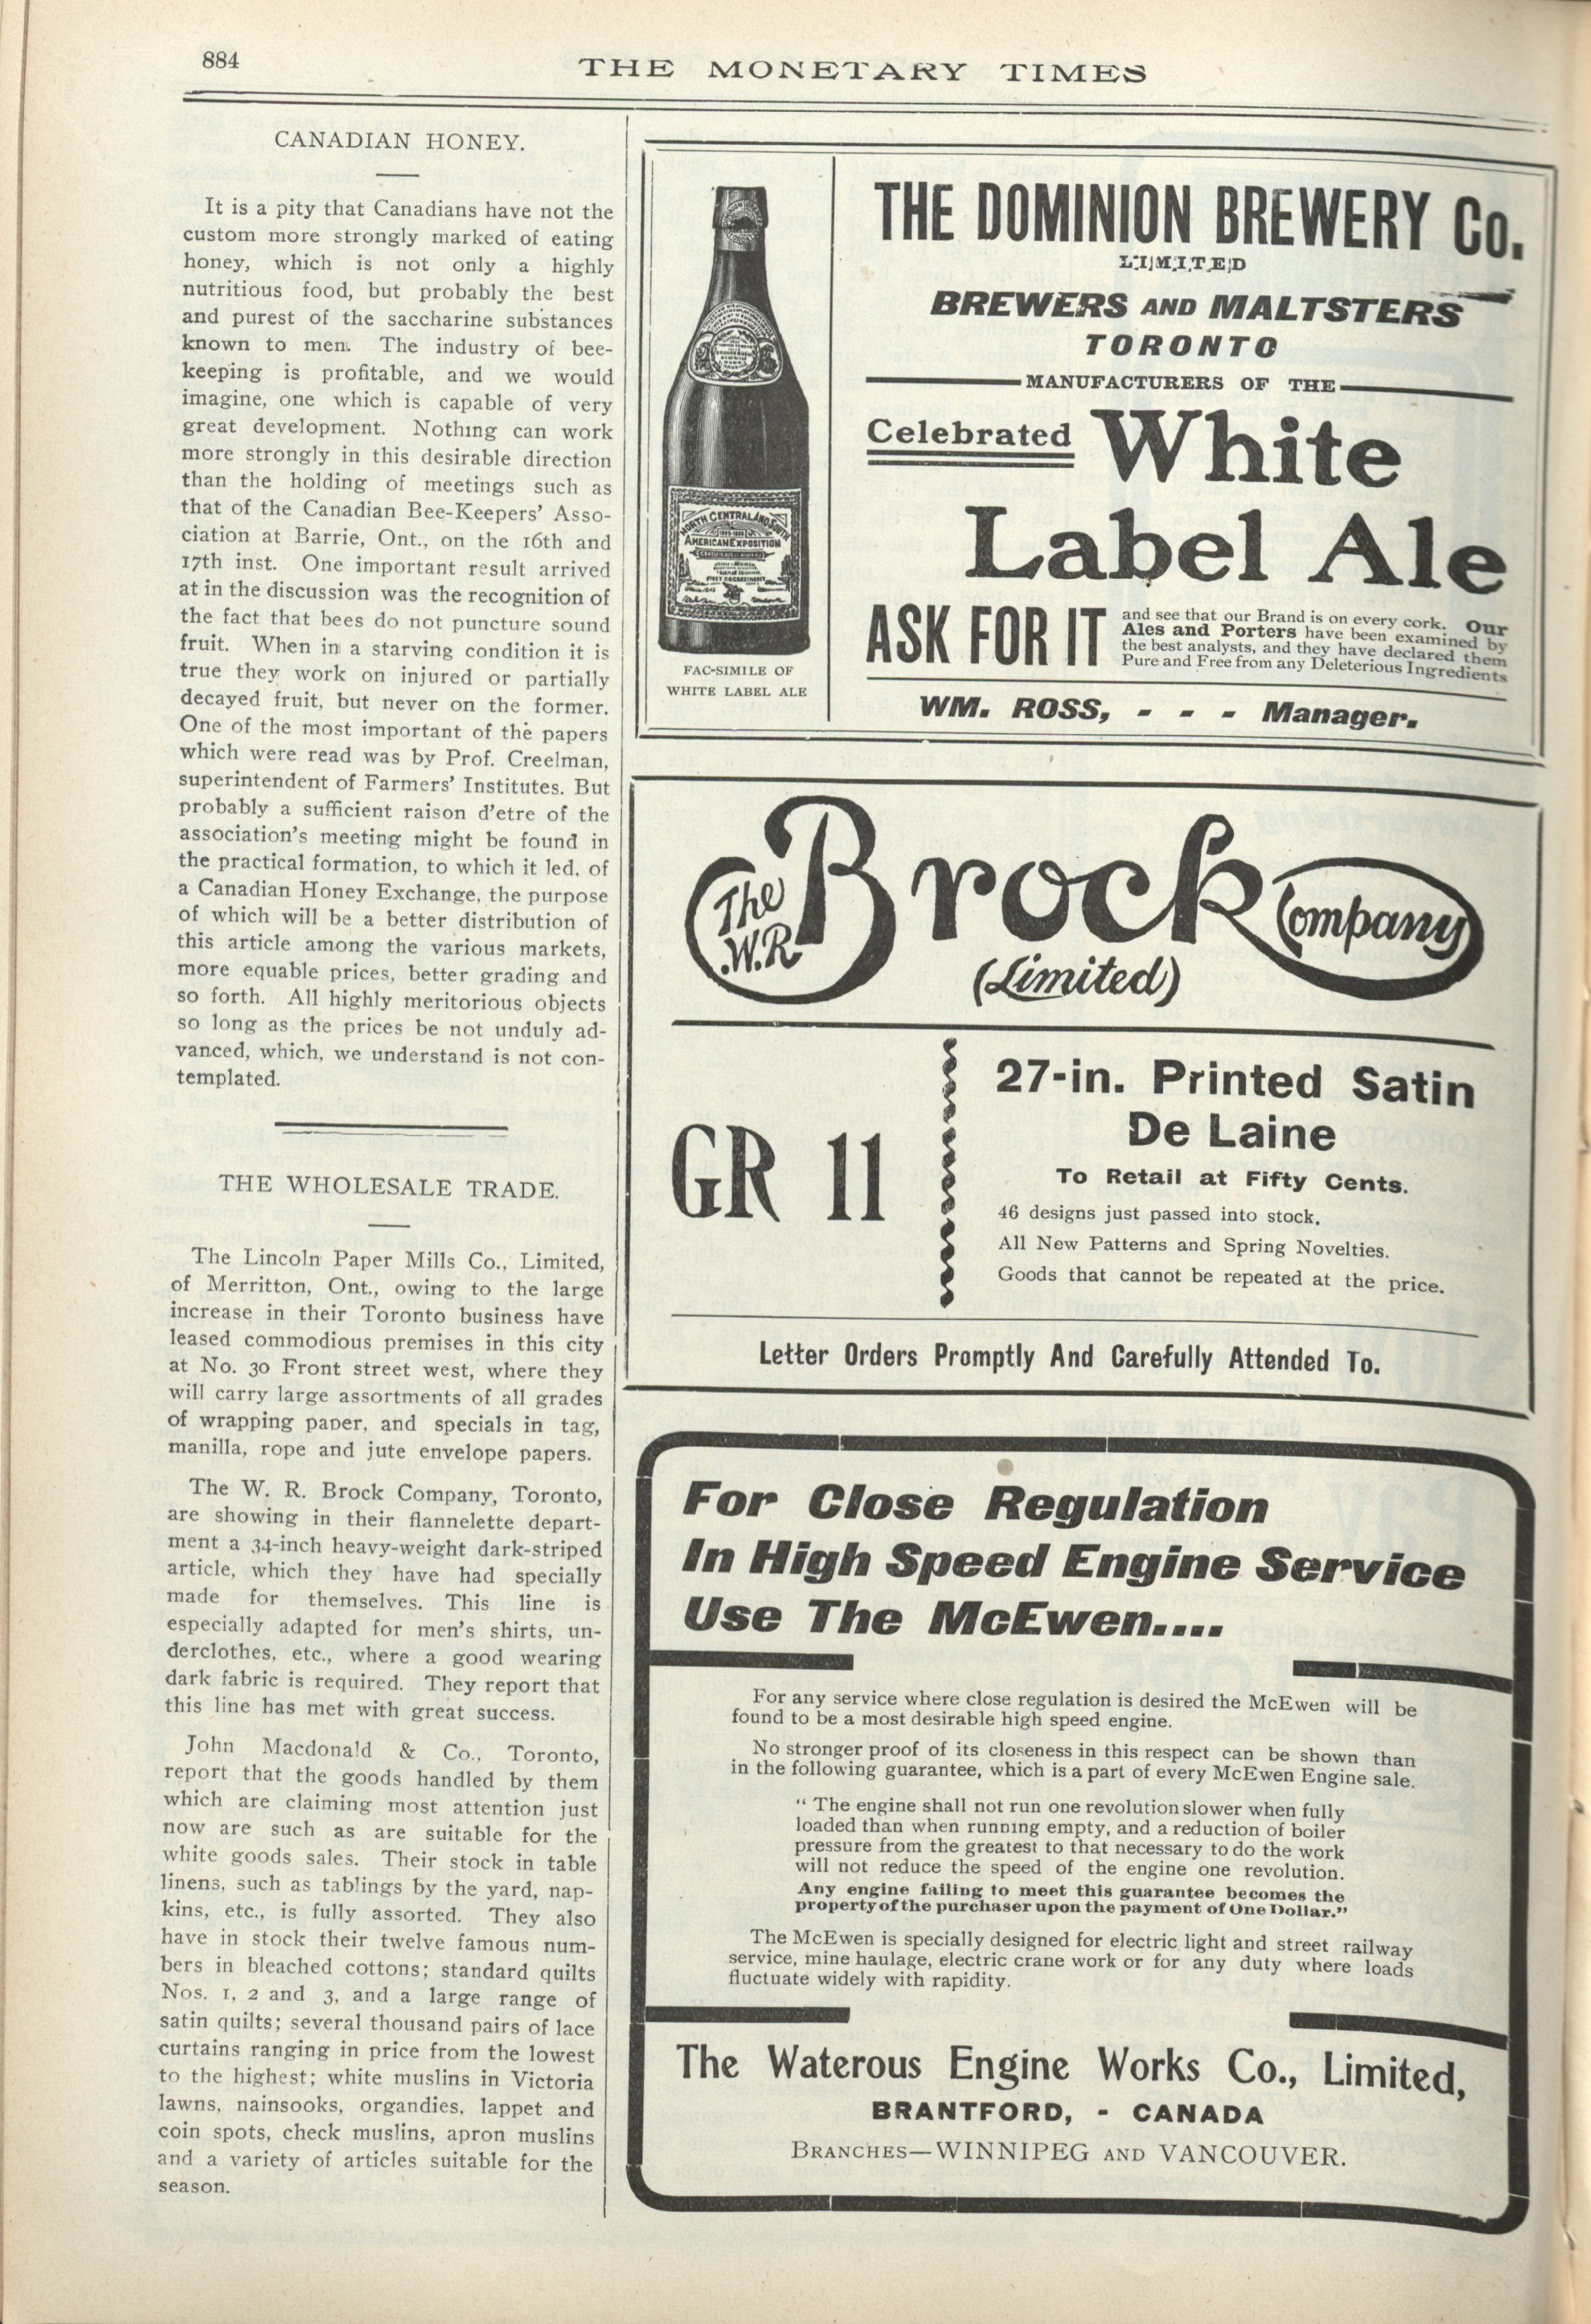 884
THE MONETARY TIMES
CANADIAN HONEY.
It is a pity that Canadians have not the
custom more strongly marked of eating
honey, which is not only a highly
nutritious food, but probably the best
and purest of the saccharine substances
known to men. The industry of bee-
keeping is profitable, and we would
imagine, one which is capable of very
great development. Nothing can work
more strongly in this desirable direction
than the holding of meetings such as
that of the Canadian Bee-Keepers' Asso-
ciation at Barrie, Ont., on the 16th and
17th inst. One important result arrived
at in the discussion was the recognition of
the fact that bees do not puncture sound
fruit. When in a starving condition it is
true they work on injured or partially
decayed fruit, but never on the former.
One of the most important of the papers
which were read was by Prof. Creelman,
superintendent of Farmers' Institutes. But
probably a sufficient raison d'etre of the
association's meeting might be found in
the practical formation, to which it led, of
a Canadian Honey Exchange, the purpose
of which will be a better distribution of
this article among the various markets,
more equable prices, better grading and
so forth. All highly meritorious objects
so long as the prices be not unduly ad-
vanced, which, we understand is not con-
templated.
THE WHOLESALE TRADE.
The Lincoln Paper Mills Co., Limited,
of Merritton, Ont., owing to the large
increase in their Toronto business have
leased commodious premises in this city
at No. 30 Front street west, where they
will carry large assortments of all grades
of wrapping paper, and specials in tag,
manilla, rope and jute envelope papers.
The W. R. Brock Company, Toronto,
are showing in their flannelette depart-
ment a 34-inch heavy-weight dark-striped
article, which they have had specially
made for themselves. This line is
especially adapted for men's shirts, un-
derclothes, etc., where a good wearing
dark fabric is required. They report that
this line has met with great success.
John Macdonald & Co., Toronto,
report that the goods handled by them
which are claiming most attention just
now are such as are suitable for the
white goods sales. Their stock in table
linens, such as tablings by the yard, nap-
kins, etc., is fully assorted. They also
have in stock their twelve famous num-
bers in bleached cottons; standard quilts
Nos. 1, 2 and 3, and a large range of
satin quilts; several thousand pairs of lace
curtains ranging in price from the lowest
to the highest; white muslins in Victoria
lawns, nainsooks, organdies, lappet and
coin spots, check muslins, apron muslins
and a variety of articles suitable for the
season.
NORTH CENTRAL AND SOUTH
AMERICAN EXPOSITION
FAC-SIMILE OF
WHITE LABEL ALE
THE DOMINION BREWERY Co.
LIMITED
BREWERS AND MALTSTERS
TORONTO
MANUFACTURERS OF THE
Celebrated White
Label Ale
ASK FOR IT
and see that our Brand is on every cork. Our
Ales and Porters have been examined by
the best analysts, and they have declared them
Pure and Free from any Deleterious Ingredients
WM. ROSS, - - - Manager.
The W.R. Brock Company
(Limited)
GR 11
27-in. Printed Satin
De Laine
To Retail at Fifty Cents.
46 designs just passed into stock.
All New Patterns and Spring Novelties.
Goods that cannot be repeated at the price.
Letter Orders Promptly And Carefully Attended To.
For Close Regulation
In High Speed Engine Service
Use The McEwen....
For any service where close regulation is desired the McEwen will be
found to be a most desirable high speed engine.
No stronger proof of its closeness in this respect can be shown than
in the following guarantee, which is a part of every McEwen Engine sale.
"The engine shall not run one revolution slower when fully
loaded than when running empty, and a reduction of boiler
pressure from the greatest to that necessary to do the work
will not reduce the speed of the engine one revolution.
Any engine failing to meet this guarantee becomes the
property of the purchaser upon the payment of One Dollar."
The McEwen is specially designed for electric light and street railway
service, mine haulage, electric crane work or for any duty where loads
fluctuate widely with rapidity.
The Waterous Engine Works Co., Limited,
BRANTFORD, - CANADA
BRANCHES—WINNIPEG AND VANCOUVER.